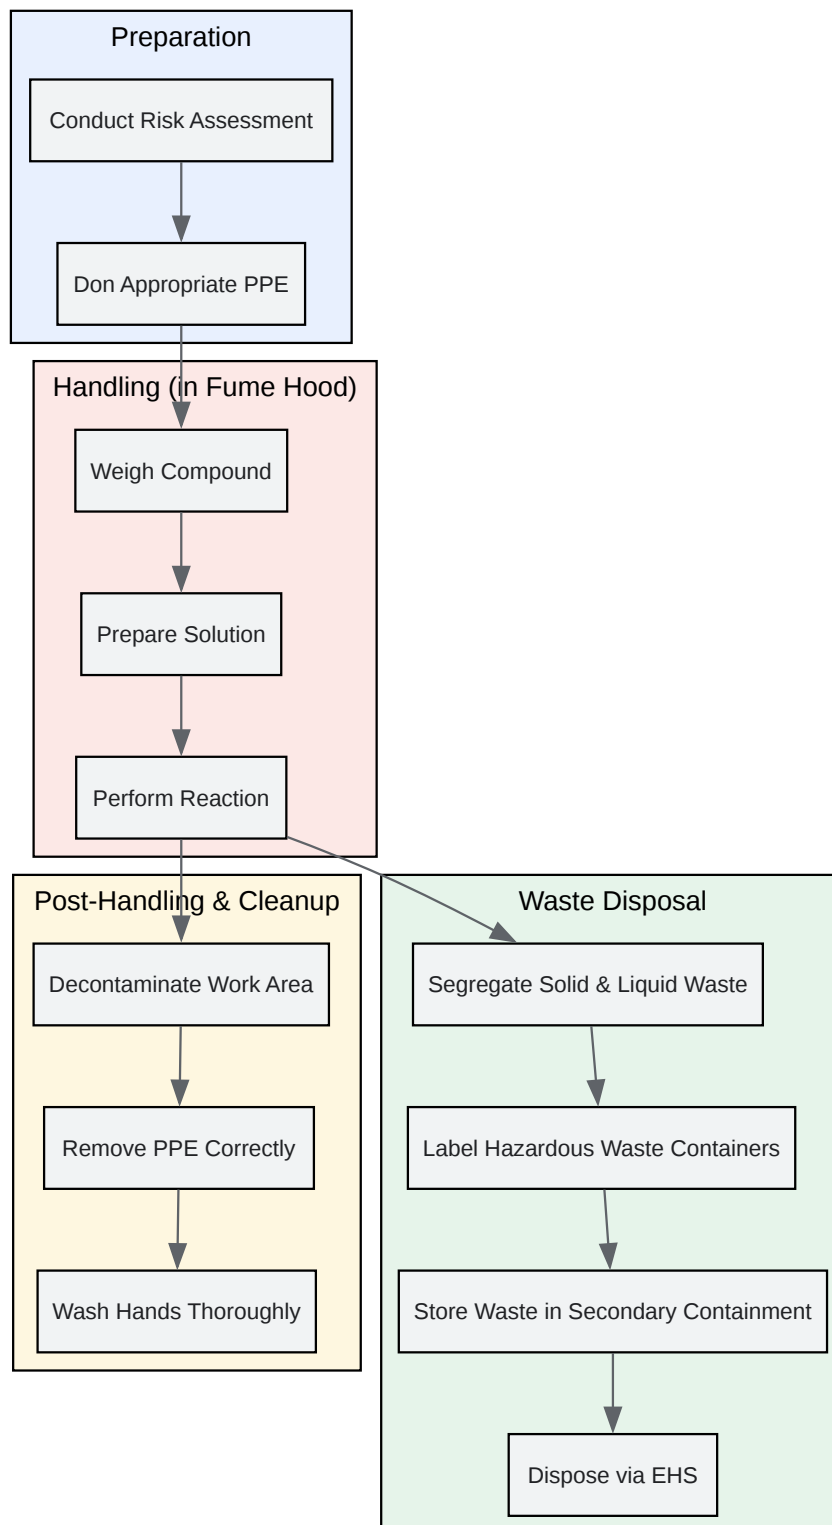 Preparation
Conduct Risk Assessment
Don Appropriate PPE
Handling (in Fume Hood)
Weigh Compound
Prepare Solution
Perform Reaction
Post-Handling & Cleanup
Decontaminate Work Area
Remove PPE Correctly
Wash Hands Thoroughly
Waste Disposal
Segregate Solid & Liquid Waste
Label Hazardous Waste Containers
Store Waste in Secondary Containment
Dispose via EHS